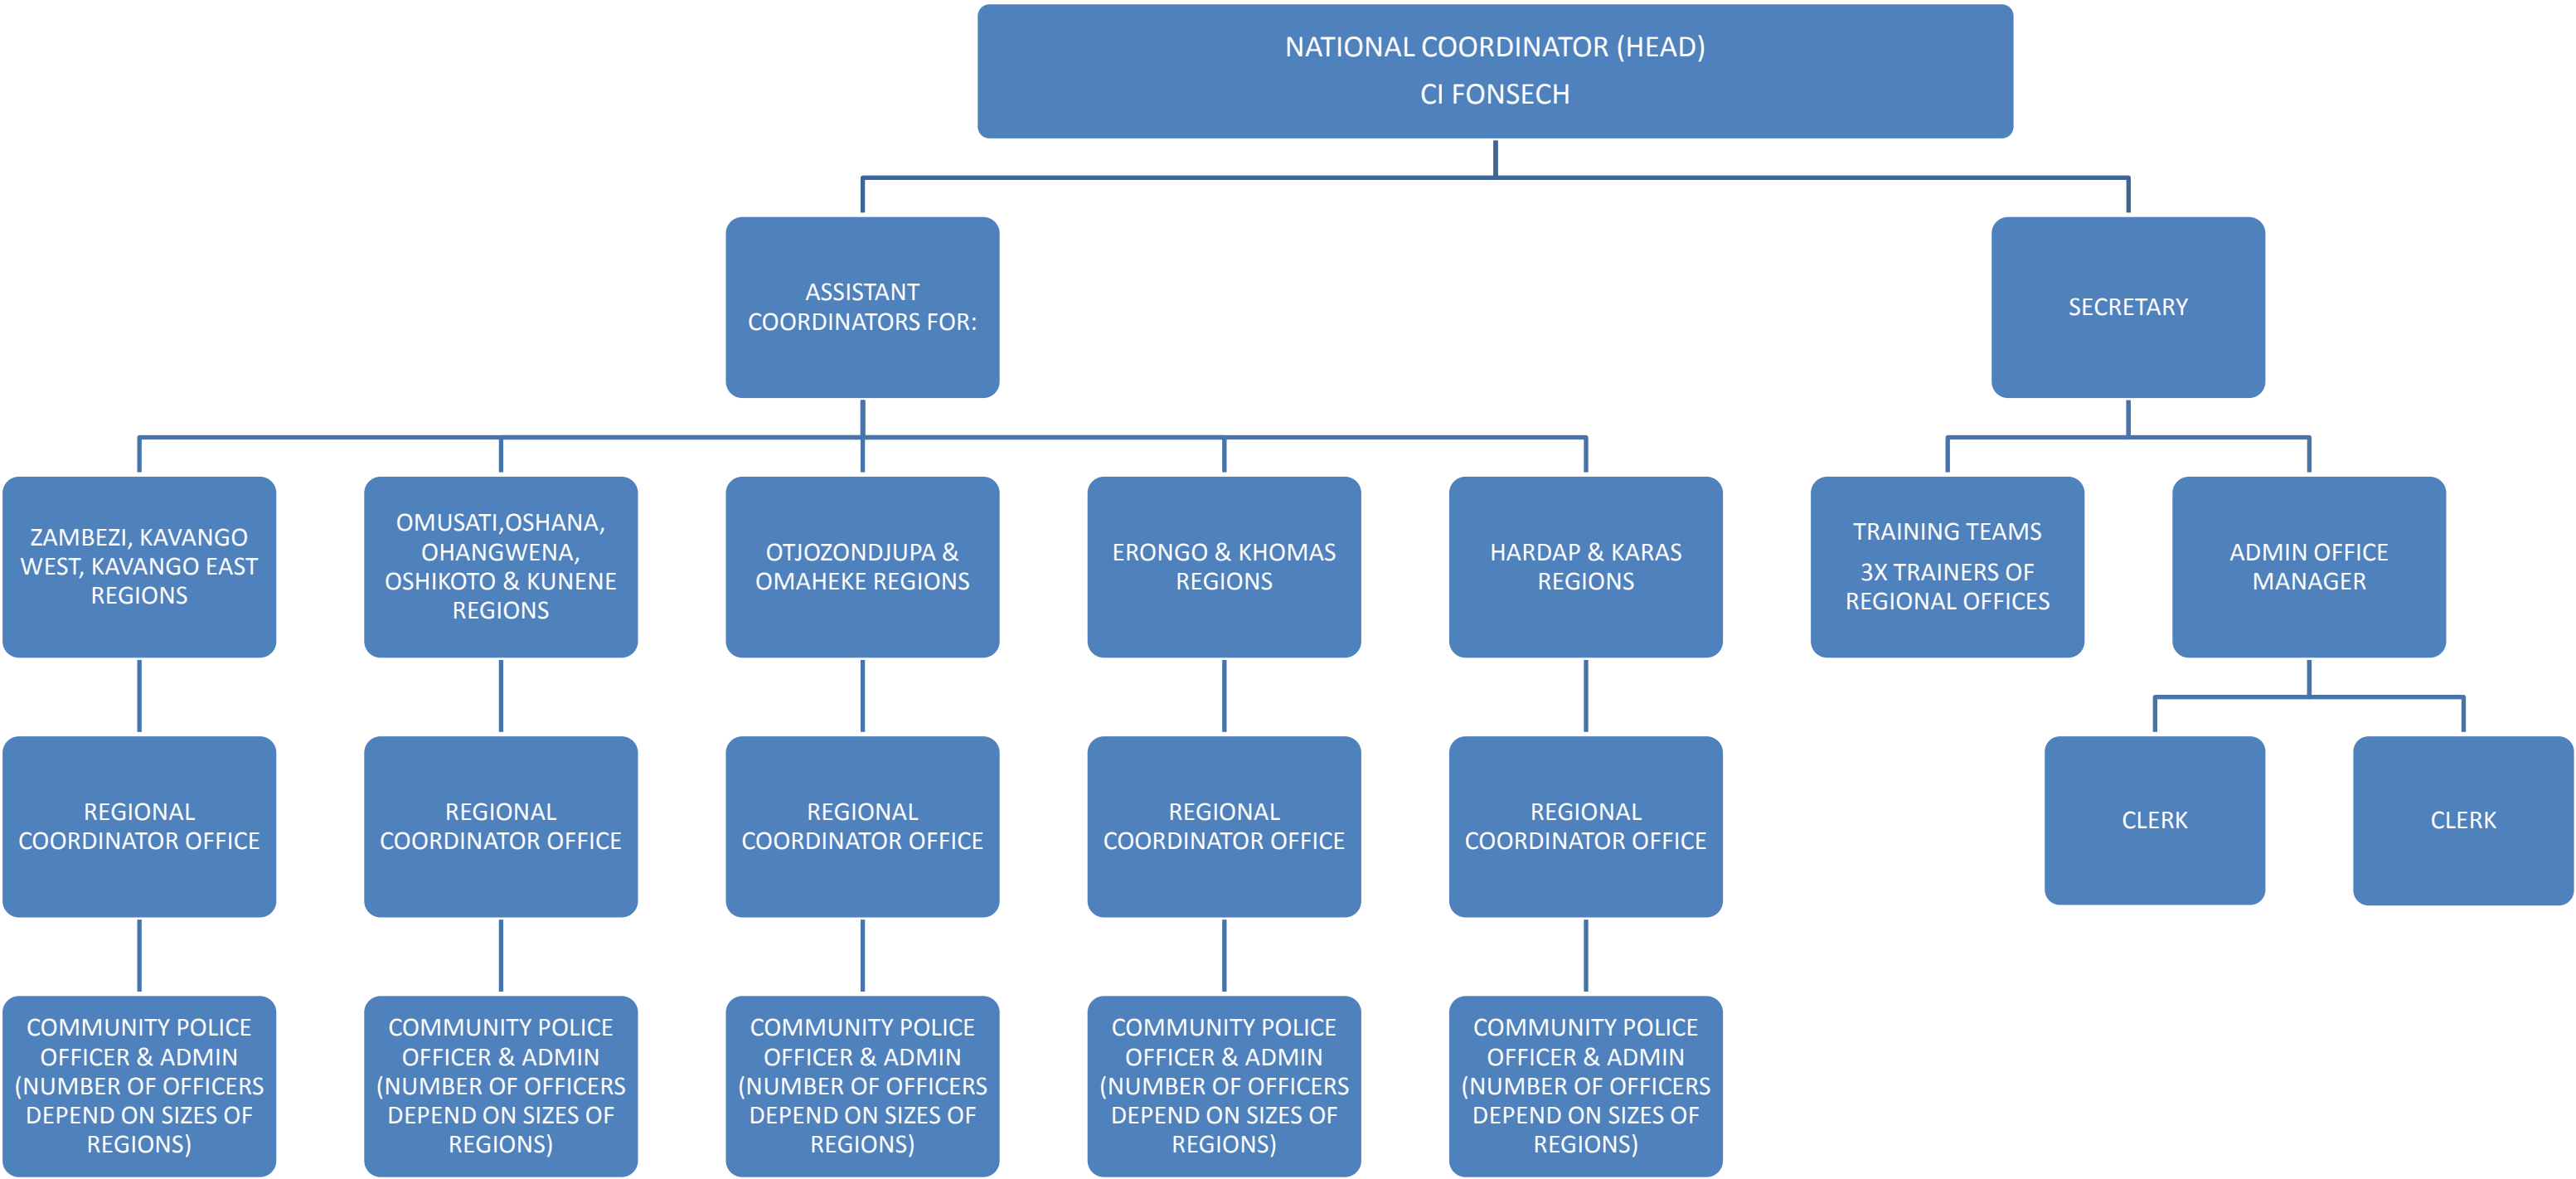 NATIONAL COORDINATOR (HEAD)
CI FONSECH
ASSISTANT
COORDINATORS FOR:
SECRETARY
ZAMBEZI, KAVANGO
WEST, KAVANGO EAST
REGIONS
OMUSATI,OSHANA,
OHANGWENA,
OSHIKOTO & KUNENE
REGIONS
OTJOZONDJUPA &
OMAHEKE REGIONS
ERONGO & KHOMAS
REGIONS
HARDAP & KARAS
REGIONS
TRAINING TEAMS
3X TRAINERS OF
REGIONAL OFFICES
ADMIN OFFICE
MANAGER
REGIONAL
COORDINATOR OFFICE
REGIONAL
COORDINATOR OFFICE
REGIONAL
COORDINATOR OFFICE
REGIONAL
COORDINATOR OFFICE
REGIONAL
COORDINATOR OFFICE
CLERK
CLERK
COMMUNITY POLICE
OFFICER & ADMIN
(NUMBER OF OFFICERS
DEPEND ON SIZES OF
REGIONS)
COMMUNITY POLICE
OFFICER & ADMIN
(NUMBER OF OFFICERS
DEPEND ON SIZES OF
REGIONS)
COMMUNITY POLICE
OFFICER & ADMIN
(NUMBER OF OFFICERS
DEPEND ON SIZES OF
REGIONS)
COMMUNITY POLICE
OFFICER & ADMIN
(NUMBER OF OFFICERS
DEPEND ON SIZES OF
REGIONS)
COMMUNITY POLICE
OFFICER & ADMIN
(NUMBER OF OFFICERS
DEPEND ON SIZES OF
REGIONS)